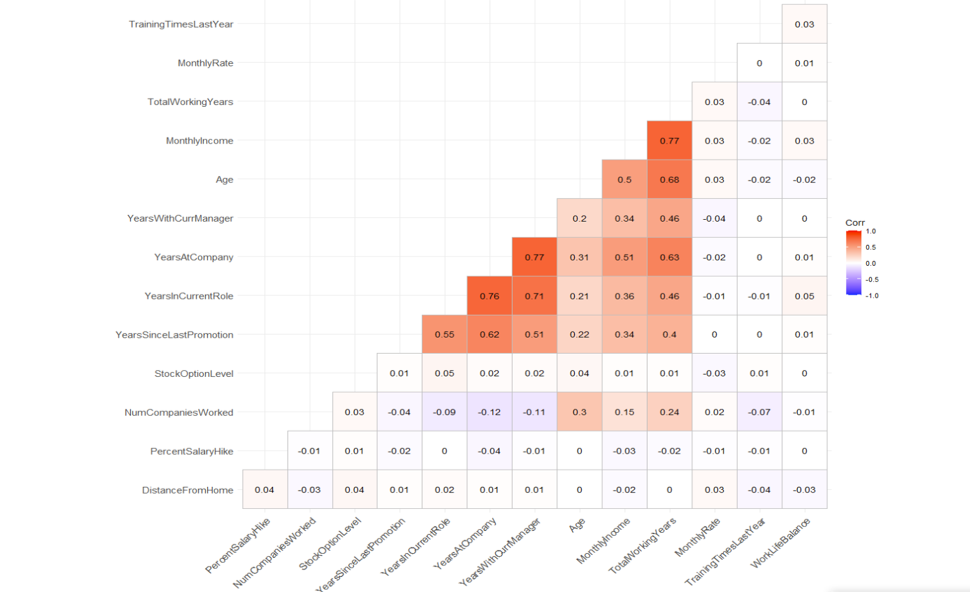 TrainingTimesLastYear 0.03
MonthlyRate 0 0.01
TotalWorkingYears 0.03 -0.04 0
MonthlyIncome 0.77 0.03 -0.02 0.03
Age 0.5 0.68 0.03 -0.02 -0.02
YearsWithCurrManager 0.2 0.34 0.46 -0.04 0 0
YearsAtCompany 0.77 0.31 0.51 0.63 -0.02 0 0.01
YearsInCurrentRole 0.76 0.71 0.21 0.36 0.46 -0.01 -0.01 0.05
YearsSinceLastPromotion 0.55 0.62 0.51 0.22 0.34 0.4 0 0 0.01
StockOptionLevel 0.01 0.05 0.02 0.02 0.04 0.01 0.01 -0.03 0.01 0
NumCompaniesWorked 0.03 -0.04 -0.09 -0.12 -0.11 0.3 0.15 0.24 0.02 -0.07 -0.01
PercentSalaryHike -0.01 0.01 -0.02 0 -0.04 -0.01 0 -0.03 -0.02 -0.01 -0.01 0
DistanceFromHome 0.04 -0.03 0.04 0.01 0.02 0.01 0.01 0 -0.02 0 0.03 -0.04 -0.03
PercentSalaryHike
NumCompaniesWorked
StockOptionLevel
YearsSinceLastPromotion
YearsInCurrentRole
YearsAtCompany
YearsWithCurrManager
Age
MonthlyIncome
TotalWorkingYears
MonthlyRate
TrainingTimesLastYear
WorkLifeBalance
Corr
1.0
0.5
0.0
-0.5
-1.0